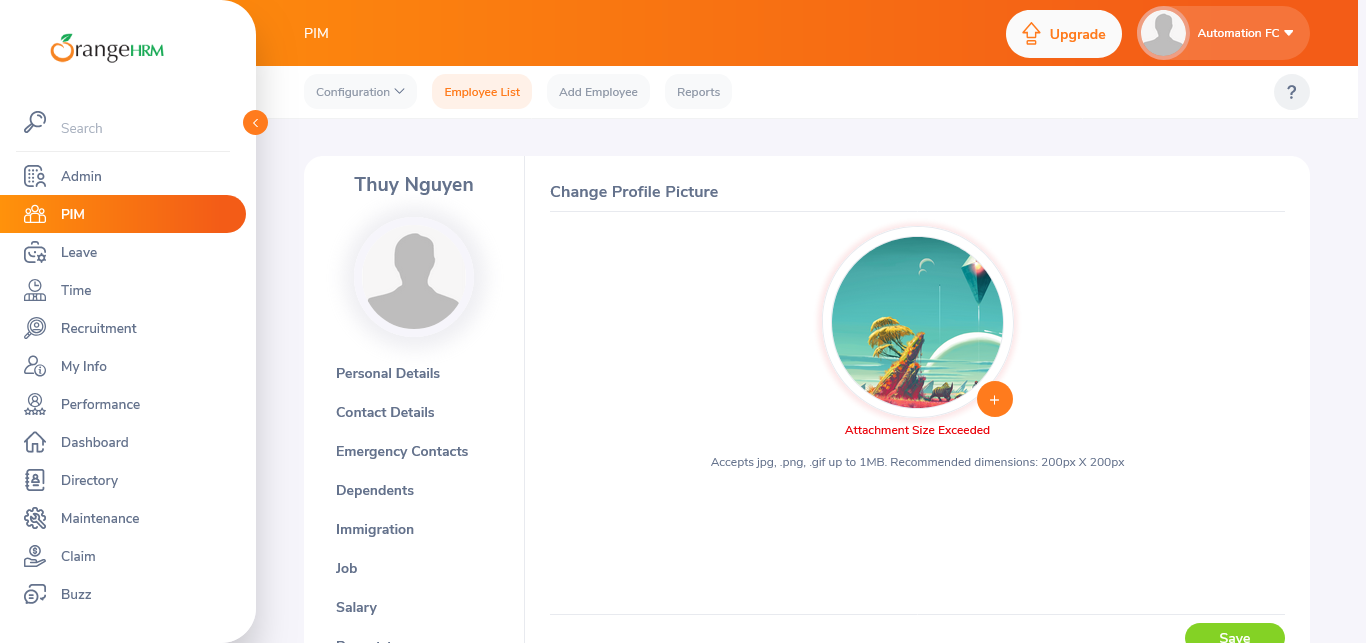 OrangeHRM
PIM
Upgrade
Automation FC
Configuration
Employee List
Add Employee
Reports
?
Search
Admin
PIM
Leave
Time
Recruitment
My Info
Performance
Dashboard
Directory
Maintenance
Claim
Buzz
Thuy Nguyen
Personal Details
Contact Details
Emergency Contacts
Dependents
Immigration
Job
Salary
Change Profile Picture
+
Attachment Size Exceeded
Accepts jpg, .png, .gif up to 1MB. Recommended dimensions: 200px X 200px
Save